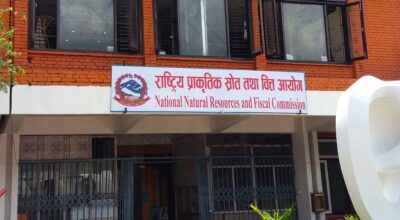 राष्ट्रिय प्राकृतिक स्रोत तथा वित्त आयोग
National Natural Resources and Fiscal Commission